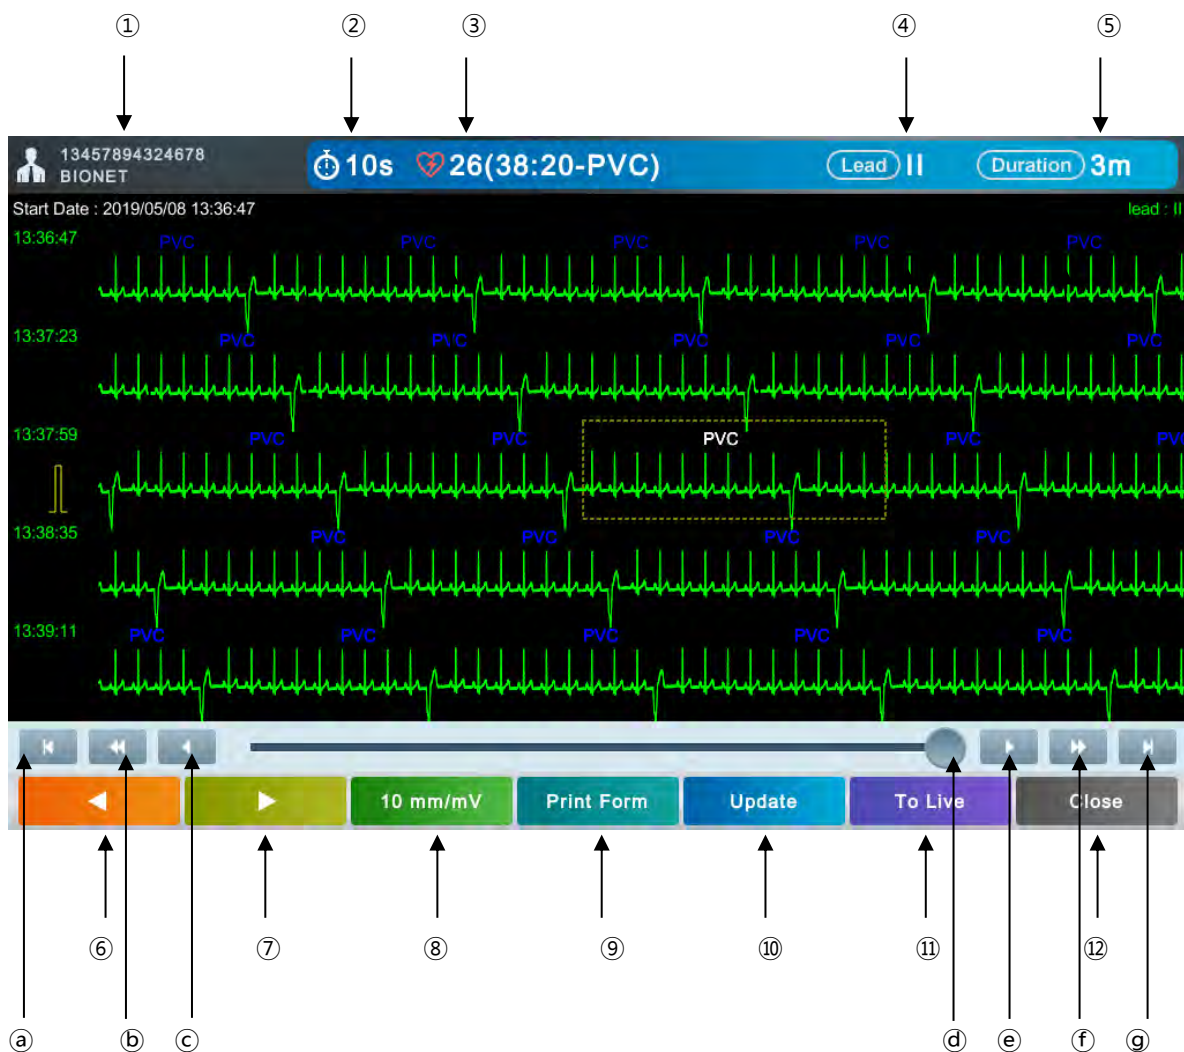 ① ② ③ ④ ⑤
13457894324678
BIONET
10s 26(38:20-PVC) Lead II Duration 3m
Start Date : 2019/05/08 13:36:47 lead : II
13:36:47
PVC PVC PVC PVC PVC
13:37:23
PVC PVC PVC PVC PVC
13:37:59
PVC PVC PVC PVC PVC
13:38:35
PVC PVC PVC PVC
13:39:11
PVC PVC PVC PVC PVC
10 mm/mV Print Form Update To Live Close
⑥ ⑦ ⑧ ⑨ ⑩ ⑪ ⑫
ⓐ ⓑ ⓒ ⓓ ⓔ ⓕ ⓖ